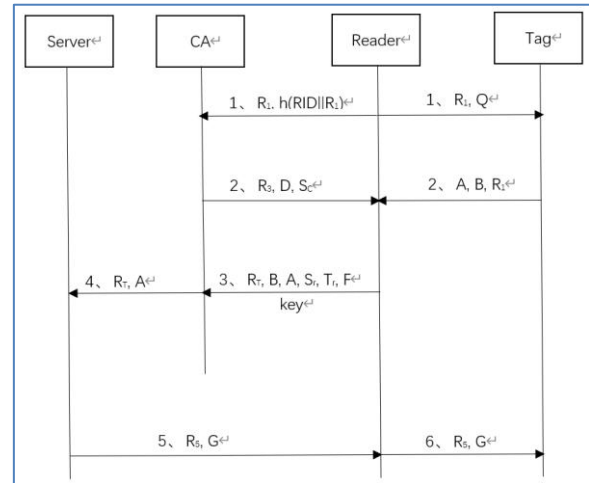 Server↵ CA↵ Reader↵ Tag↵
1、 R₁. h(RID||R₁)↵ 1、 R₁, Q↵
2、 R₃, D, Sc↵ 2、 A, B, R₁↵
4、 Rₜ, A↵ 3、 Rₜ, B, A, Sᵣ, Tᵣ, F↵
key↵
5、 R₅, G↵ 6、 R₅, G↵